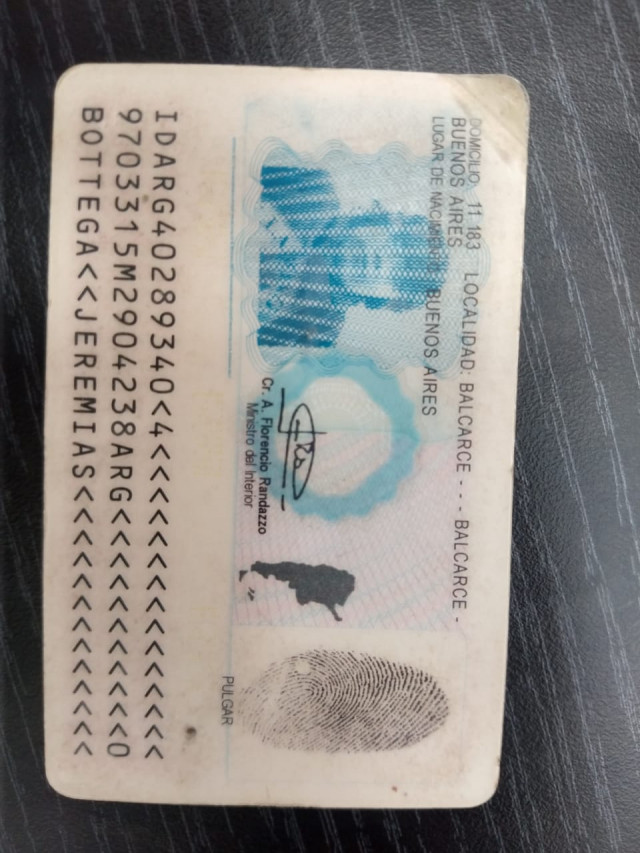 DOMICILIO: 11 183 LOCALIDAD: BALCARCE - - - BALCARCE -
BUENOS AIRES
LUGAR DE NACIMIENTO: BUENOS AIRES
Cr. A. Florencio Randazzo
Ministro del Interior
PULGAR
IDARG40289340<4<<<<<<<<<<<<<<<
9703315M2904238ARG<<<<<<<<<<<0
BOTTEGA<<JEREMIAS<<<<<<<<<<<<<